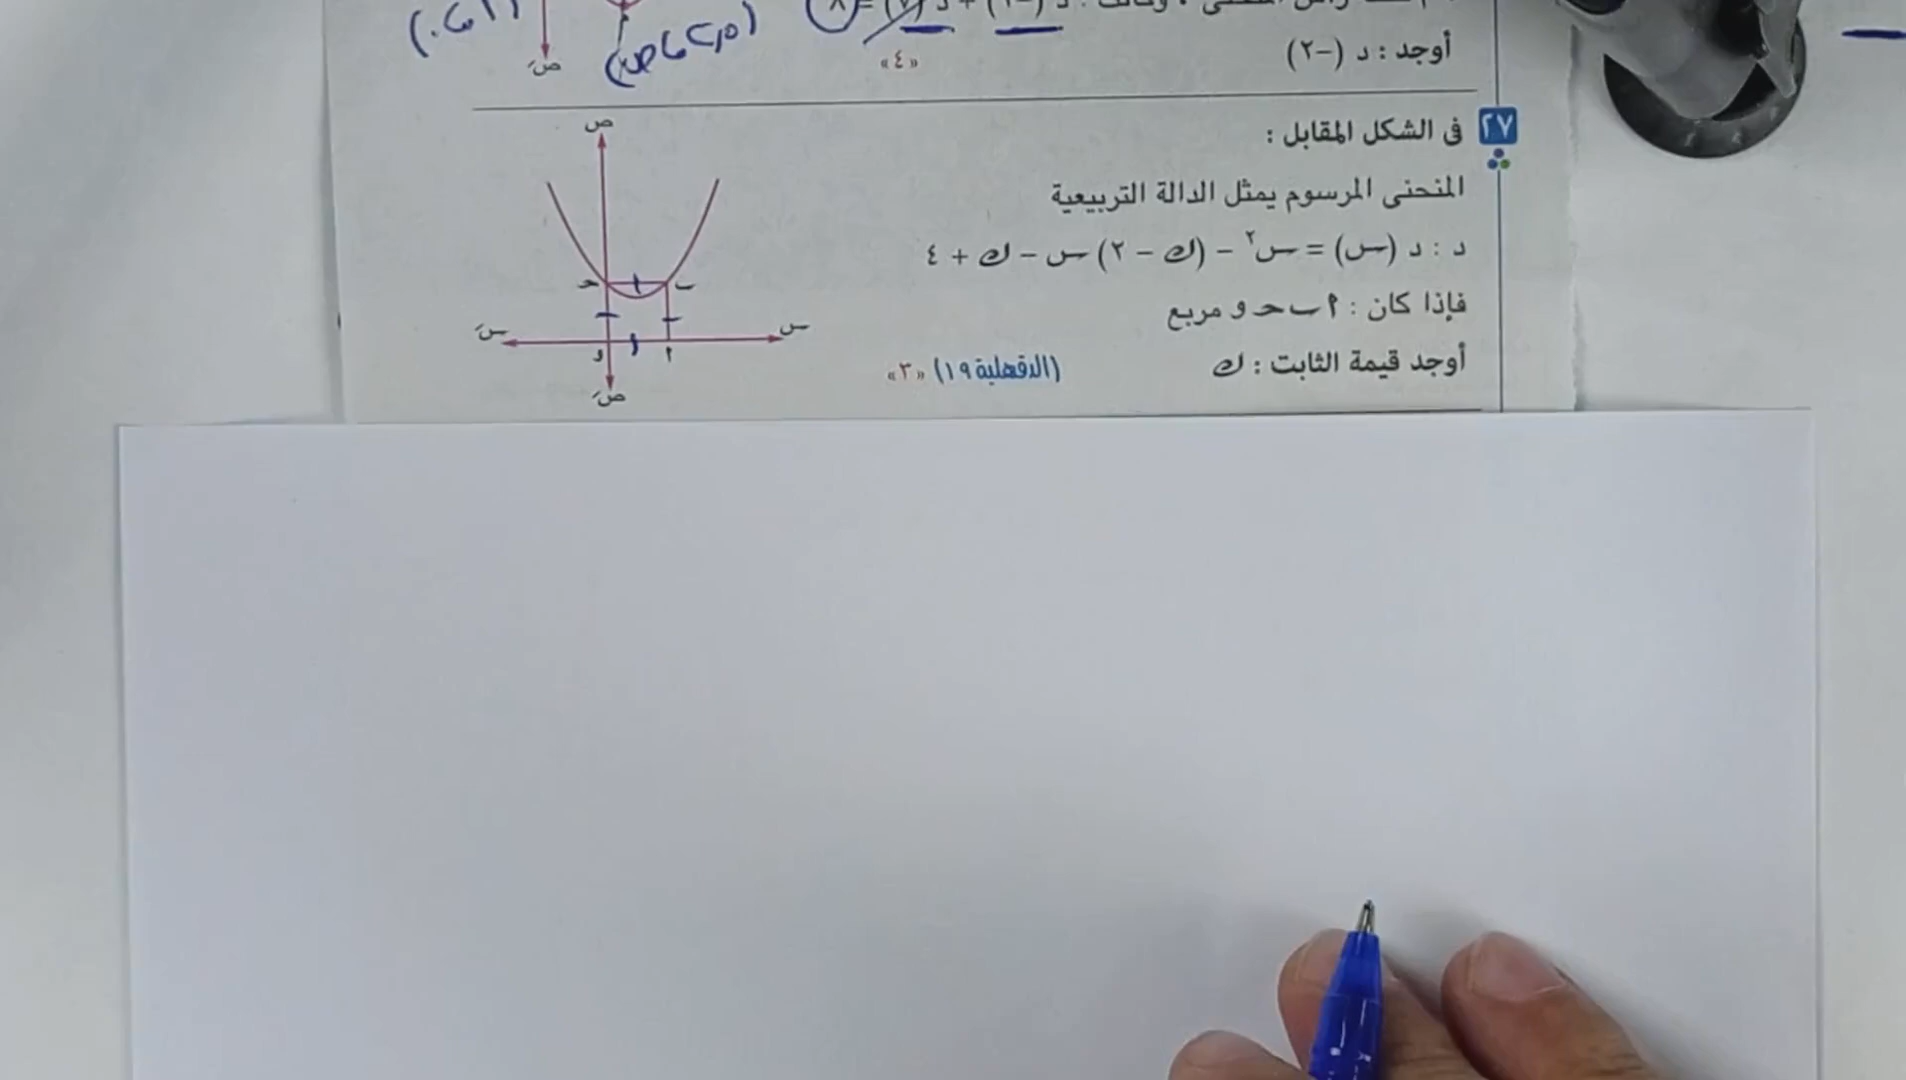 أوجد : د (−٢)
«٤»
(س ، ص)
صَ
٢٧ فى الشكل المقابل :
المنحنى المرسوم يمثل الدالة التربيعية
د : د (س) = س٢ − (ك − ٢) س − ك + ٤
فإذا كان : ا ب حـ و مربع
أوجد قيمة الثابت : ك
(الدقهلية ١٩) «٣»
ص
حـ
ب
س
سَ
و
ا
صَ